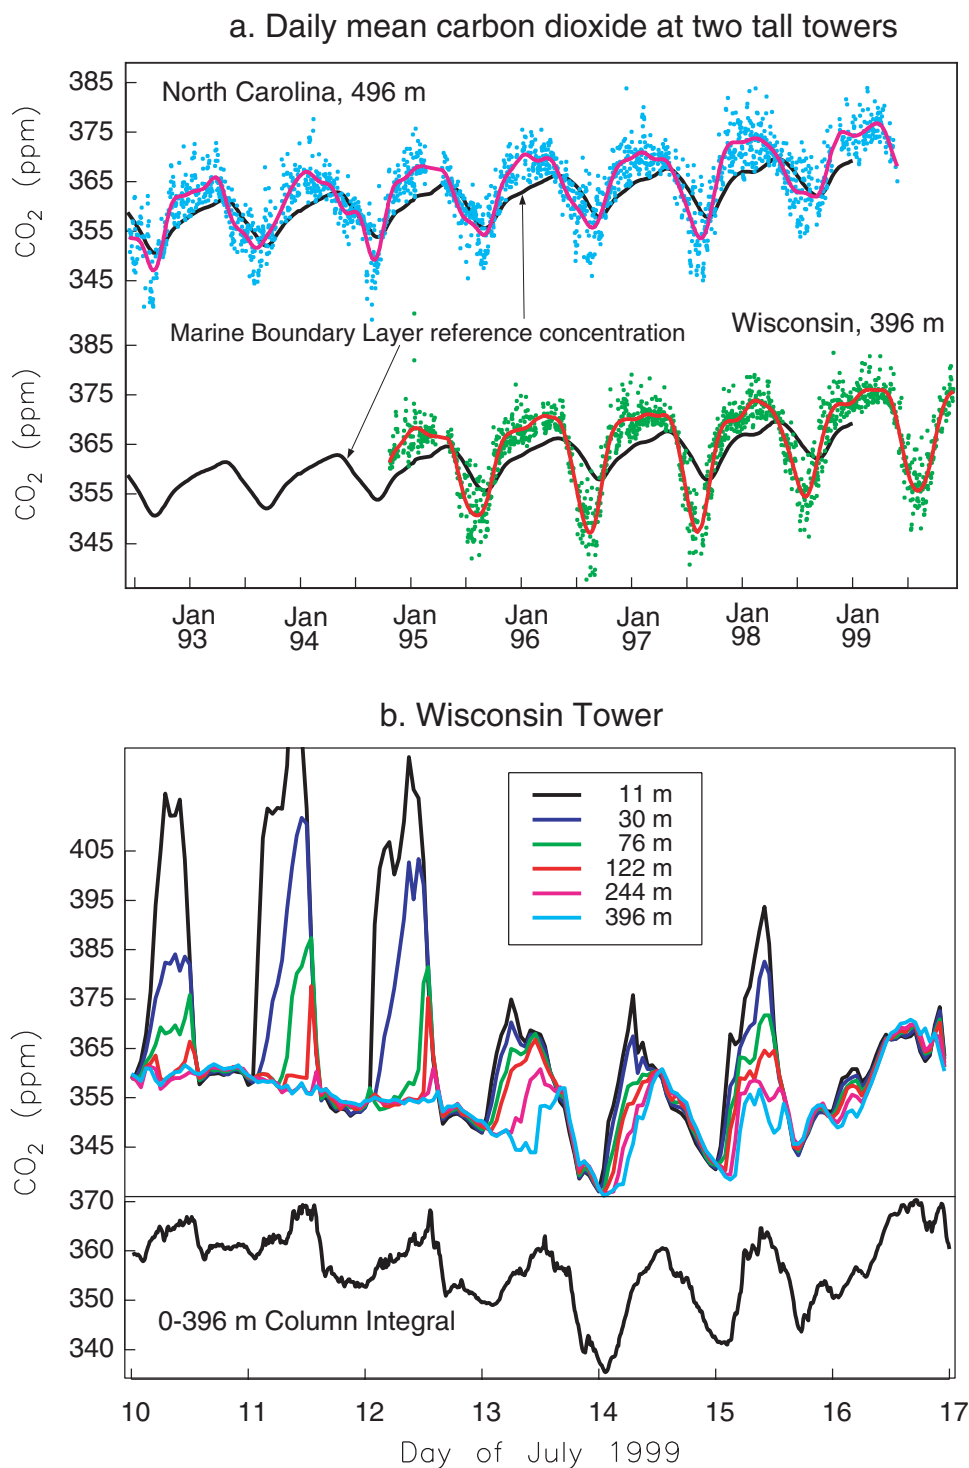 a. Daily mean carbon dioxide at two tall towers
CO2 (ppm)
385
375
365
355
345
North Carolina, 496 m
Marine Boundary Layer reference concentration
Wisconsin, 396 m
CO2 (ppm)
385
375
365
355
345
Jan 93
Jan 94
Jan 95
Jan 96
Jan 97
Jan 98
Jan 99
b. Wisconsin Tower
11 m
30 m
76 m
122 m
244 m
396 m
CO2 (ppm)
405
395
385
375
365
355
345
370
360
350
340
0-396 m Column Integral
10 11 12 13 14 15 16 17
Day of July 1999